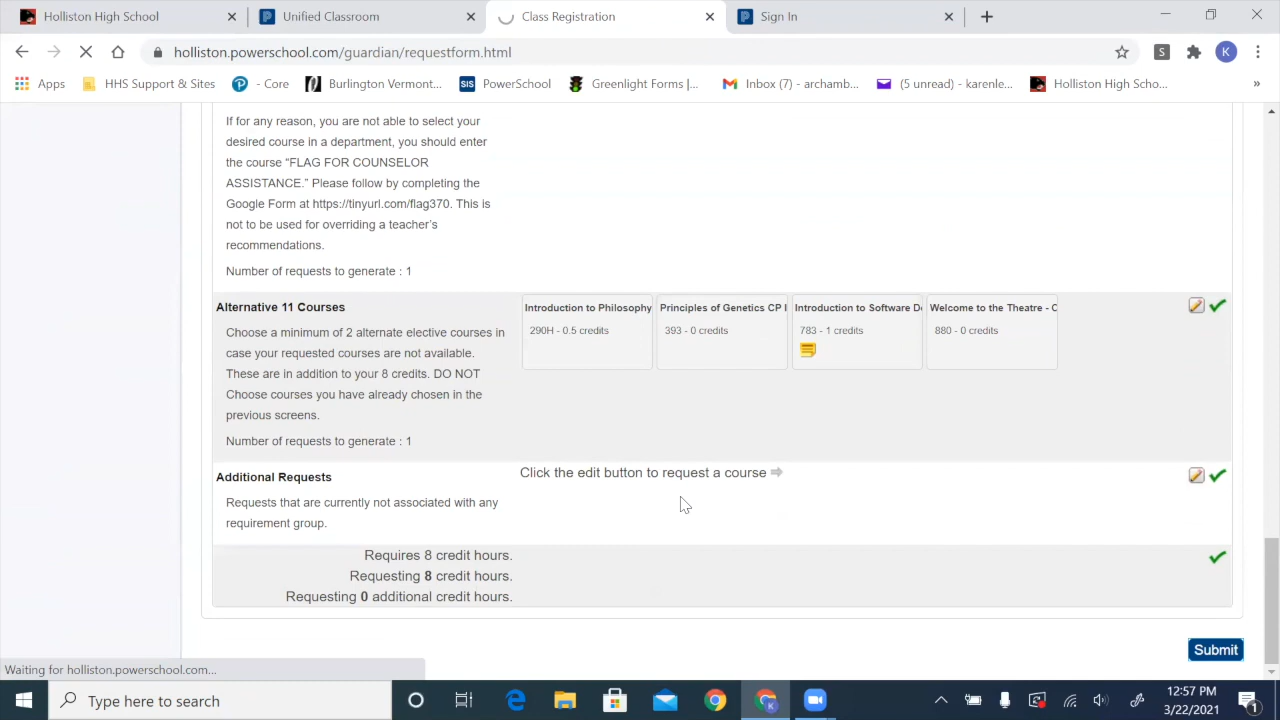 Holliston High School
Unified Classroom
Class Registration
Sign In
holliston.powerschool.com/guardian/requestform.html
S
K
Apps
HHS Support & Sites
- Core
Burlington Vermont...
SIS
PowerSchool
Greenlight Forms |...
Inbox (7) - archamb...
(5 unread) - karenle...
Holliston High Scho...
If for any reason, you are not able to select your
desired course in a department, you should enter
the course “FLAG FOR COUNSELOR
ASSISTANCE.” Please follow by completing the
Google Form at https://tinyurl.com/flag370. This is
not to be used for overriding a teacher’s
recommendations.
Number of requests to generate : 1
Alternative 11 Courses
Choose a minimum of 2 alternate elective courses in
case your requested courses are not available.
These are in addition to your 8 credits. DO NOT
Choose courses you have already chosen in the
previous screens.
Number of requests to generate : 1
Introduction to Philosophy
290H - 0.5 credits
Principles of Genetics CP I
393 - 0 credits
Introduction to Software De
783 - 1 credits
Welcome to the Theatre - C
880 - 0 credits
Additional Requests
Requests that are currently not associated with any
requirement group.
Click the edit button to request a course
Requires 8 credit hours.
Requesting 8 credit hours.
Requesting 0 additional credit hours.
Submit
Waiting for holliston.powerschool.com...
Type here to search
12:57 PM
3/22/2021
1